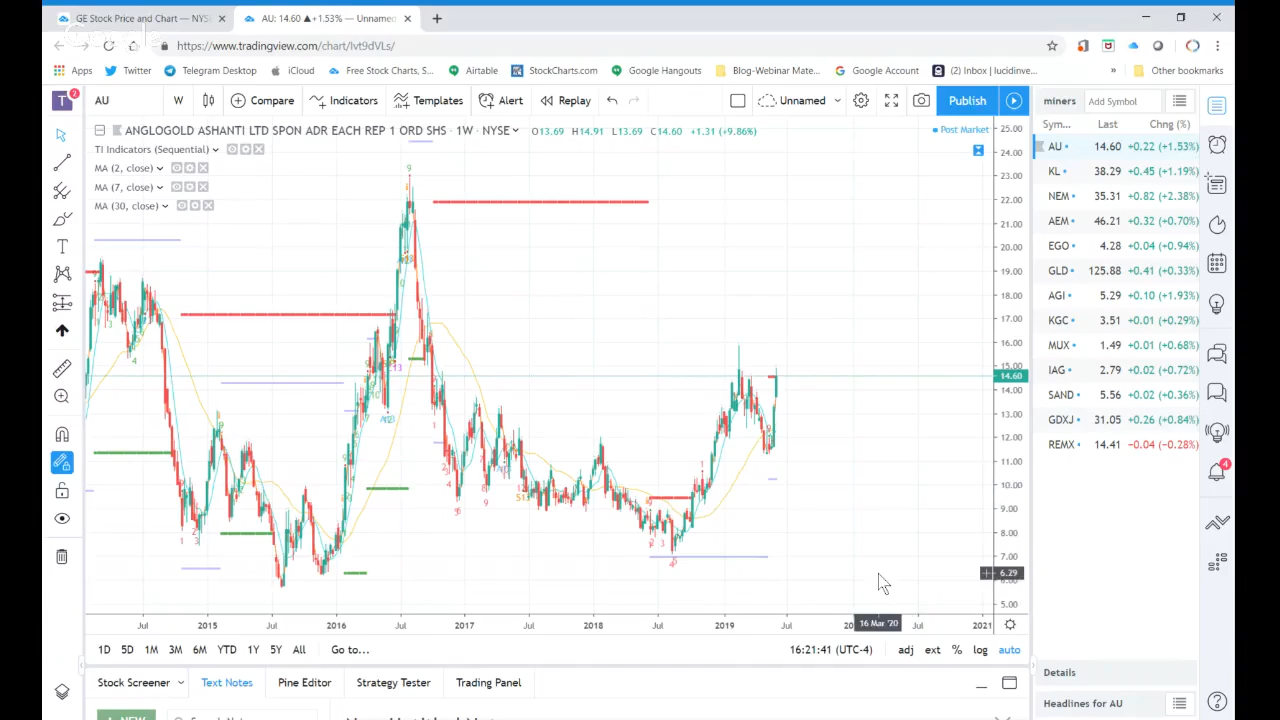 GE Stock Price and Chart — NYSE
AU: 14.60 ▲+1.53% — Unnamed
https://www.tradingview.com/chart/lvt9dVLs/
Apps Twitter Telegram Desktop iCloud Free Stock Charts, S... Airtable StockCharts.com Google Hangouts Blog-Webinar Mate... Google Account (2) Inbox | lucidinve... » Other bookmarks
T 2 AU W Compare Indicators Templates Alert Replay Unnamed Publish
miners Add Symbol
ANGLOGOLD ASHANTI LTD SPON ADR EACH REP 1 ORD SHS · 1W · NYSE O13.69 H14.91 L13.69 C14.60 +1.31 (+9.86%)
Post Market
TI Indicators (Sequential)
MA (2, close)
MA (7, close)
MA (30, close)
Sym... Last Chng (%)
AU 14.60 +0.22 (+1.53%)
KL 38.29 +0.45 (+1.19%)
NEM 35.31 +0.82 (+2.38%)
AEM 46.21 +0.32 (+0.70%)
EGO 4.28 +0.04 (+0.94%)
GLD 125.88 +0.41 (+0.33%)
AGI 5.29 +0.10 (+1.93%)
KGC 3.51 +0.01 (+0.29%)
MUX 1.49 +0.01 (+0.68%)
IAG 2.79 +0.02 (+0.72%)
SAND 5.56 +0.02 (+0.36%)
GDXJ 31.05 +0.26 (+0.84%)
REMX 14.41 −0.04 (−0.28%)
4
25.00
24.00
23.00
22.00
21.00
20.00
19.00
18.00
17.00
16.00
15.00
14.60
14.00
13.00
12.00
11.00
10.00
9.00
8.00
7.00
6.29
5.00
Jul 2015 Jul 2016 Jul 2017 Jul 2018 Jul 2019 Jul 16 Mar '20 Jul 2021
1D 5D 1M 3M 6M YTD 1Y 5Y All Go to... 16:21:41 (UTC-4) adj ext % log auto
Stock Screener Text Notes Pine Editor Strategy Tester Trading Panel
Details
Headlines for AU